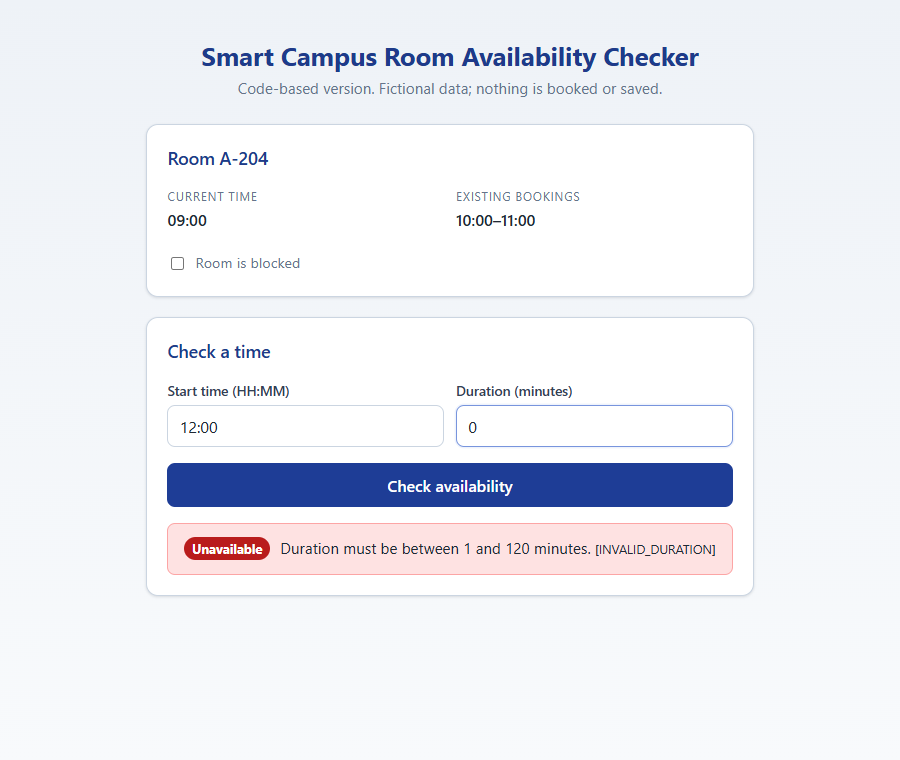 Smart Campus Room Availability Checker
Code-based version. Fictional data; nothing is booked or saved.
Room A-204
CURRENT TIME
09:00
EXISTING BOOKINGS
10:00–11:00
Room is blocked
Check a time
Start time (HH:MM)
12:00
Duration (minutes)
0
Check availability
Unavailable Duration must be between 1 and 120 minutes. [INVALID_DURATION]